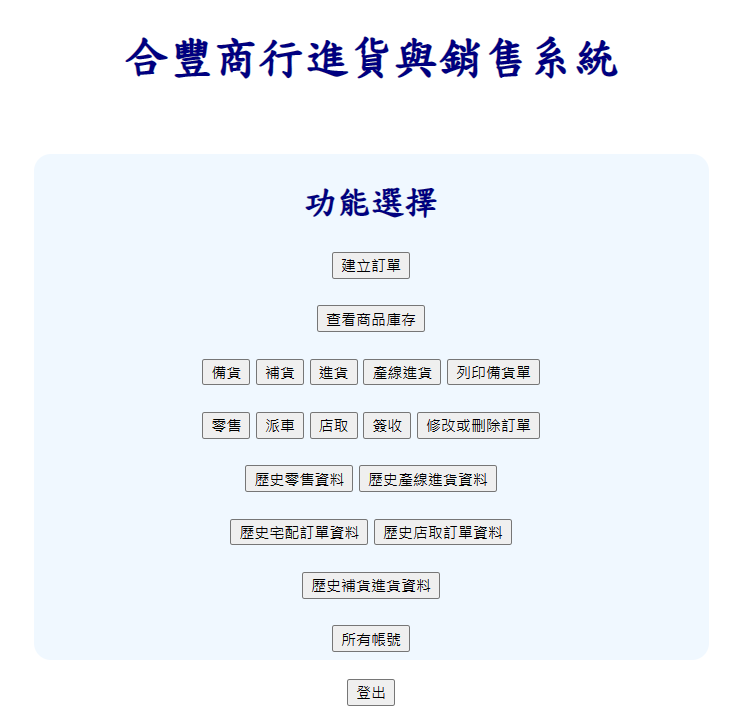 合豐商行進貨與銷售系統
功能選擇
建立訂單
查看商品庫存
備貨 補貨 進貨 產線進貨 列印備貨單
零售 派車 店取 簽收 修改或刪除訂單
歷史零售資料 歷史產線進貨資料
歷史宅配訂單資料 歷史店取訂單資料
歷史補貨進貨資料
所有帳號
登出